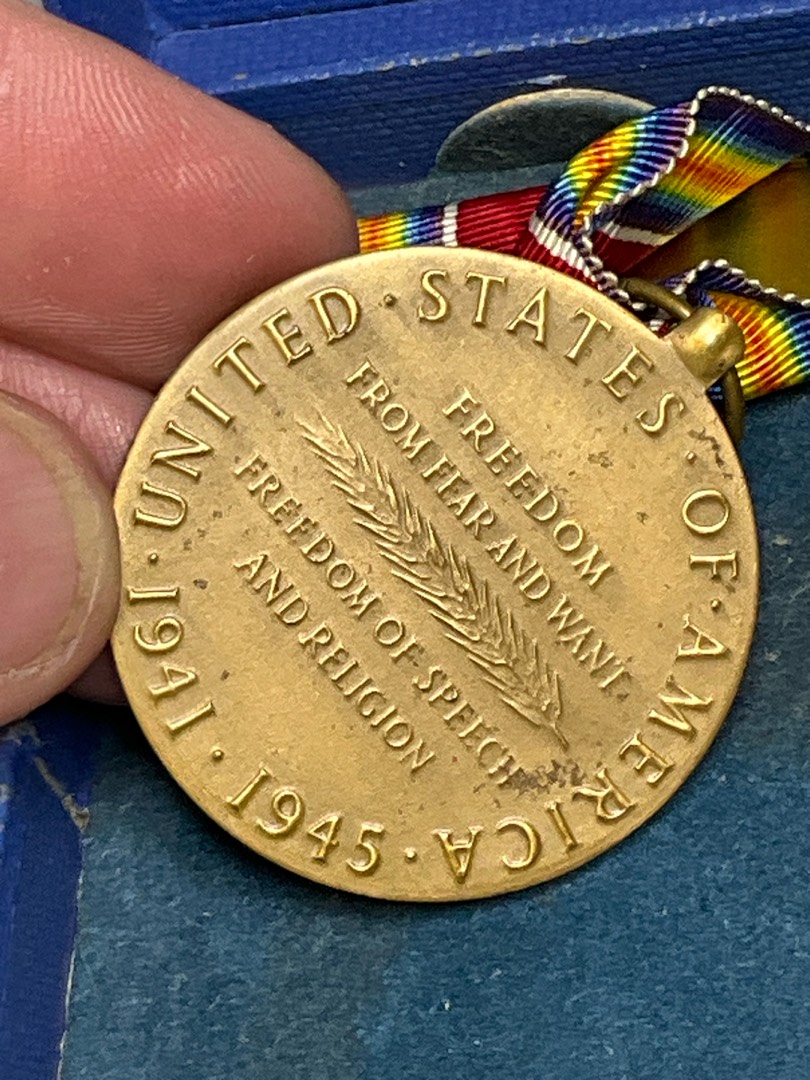 FREEDOM
FROM FEAR AND WANT
FREEDOM OF SPEECH
AND RELIGION
UNITED · STATES · OF · AMERICA · 1941 · 1945 ·